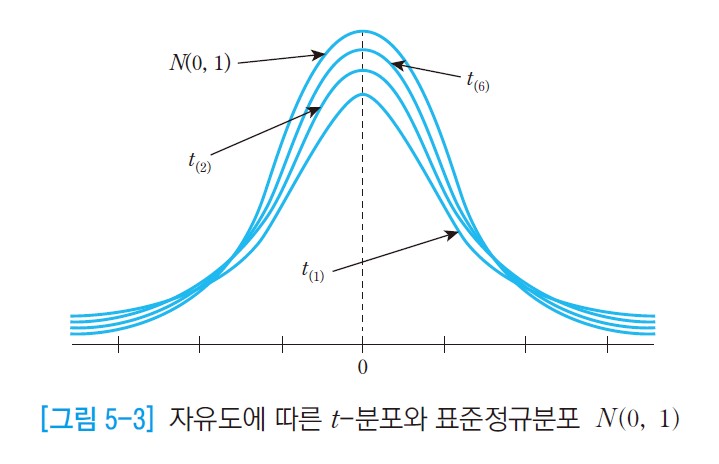 N(0, 1)
t(6)
t(2)
t(1)
0
[그림 5-3] 자유도에 따른 t-분포와 표준정규분포 N(0, 1)